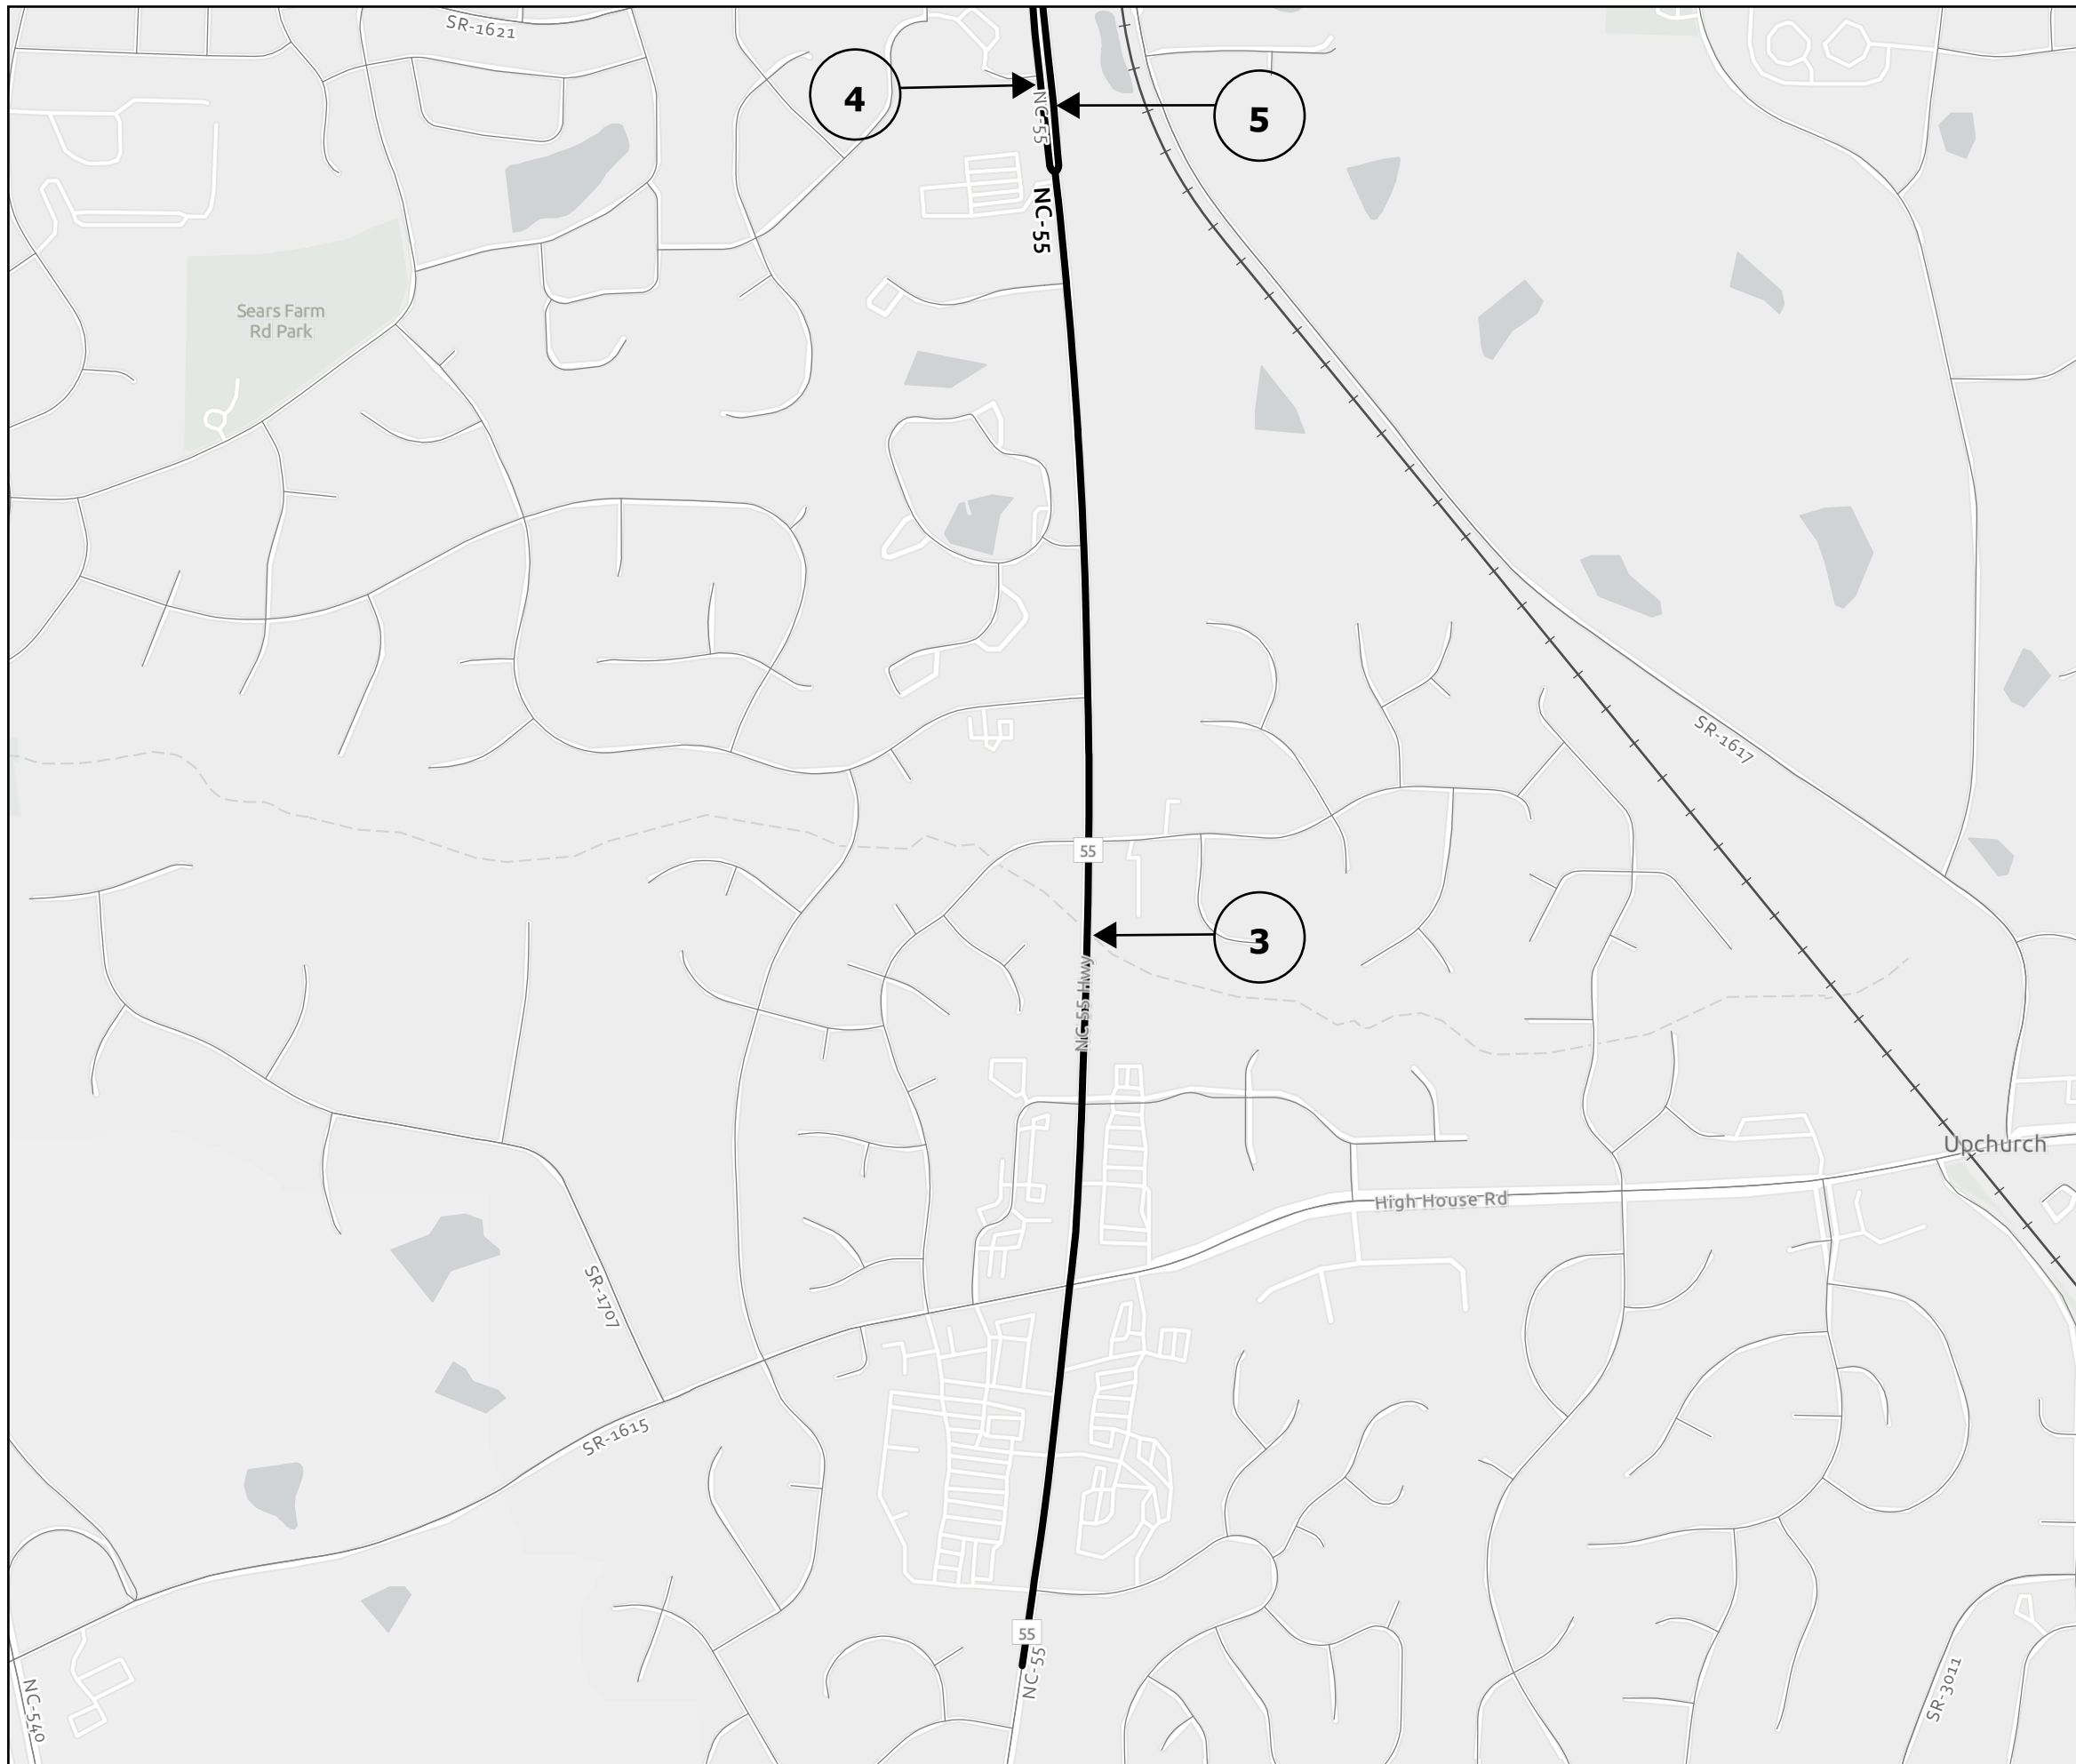 SR-1621
4
NC-55
5
NC-55
Sears Farm
Rd Park
SR-1617
55
3
NC-55 Hwy
Upchurch
High House Rd
SR-1707
SR-1615
55
NC-55
NC-540
SR-3011